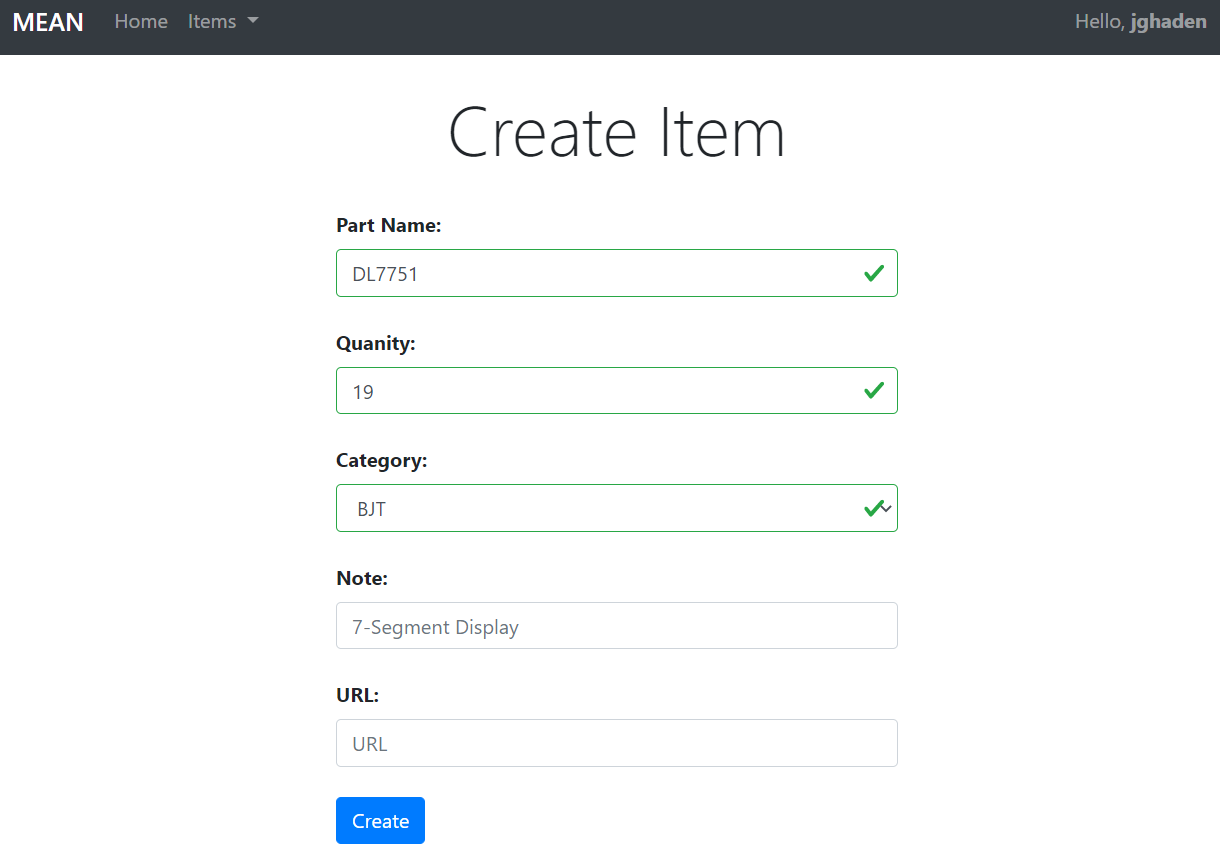 MEAN Home Items Hello, jghaden
Create Item
Part Name:
DL7751
Quanity:
19
Category:
BJT
Note:
7-Segment Display
URL:
URL
Create